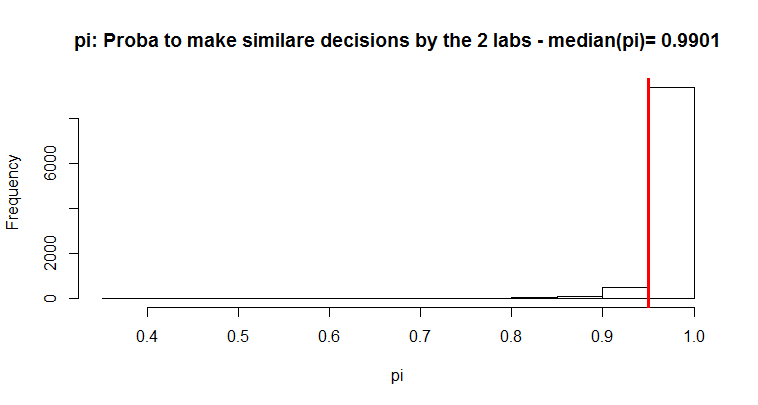 pi: Proba to make similare decisions by the 2 labs - median(pi)= 0.9901
Frequency
6000
2000
0
0.4 0.5 0.6 0.7 0.8 0.9 1.0
pi